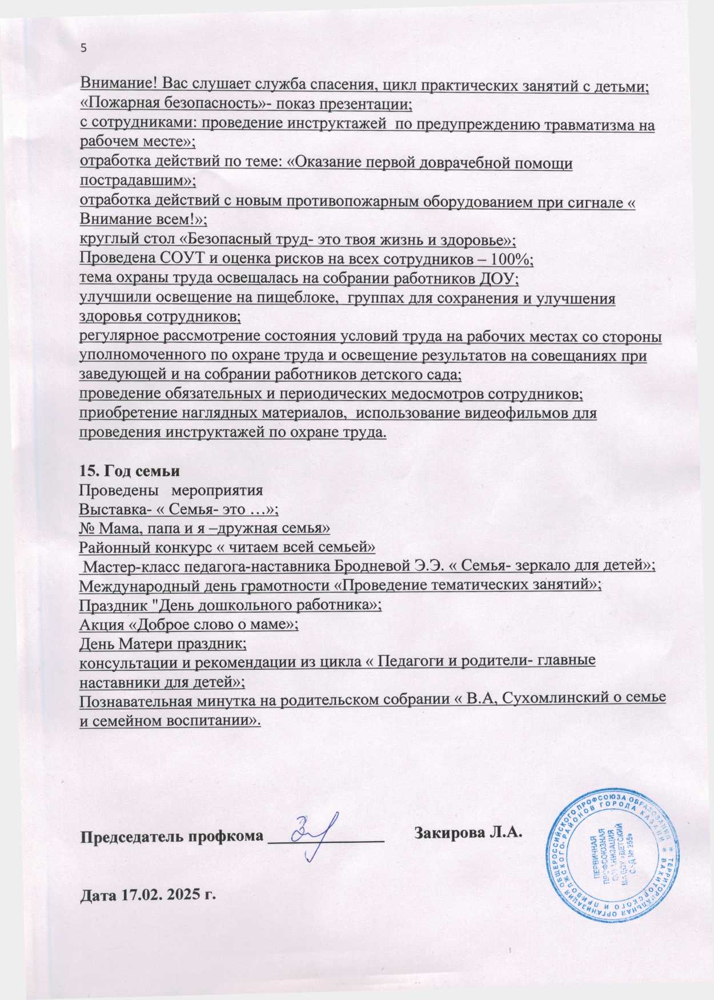 5
Внимание! Вас слушает служба спасения, цикл практических занятий с детьми;
«Пожарная безопасность»- показ презентации;
с сотрудниками: проведение инструктажей  по предупреждению травматизма на
рабочем месте»;
отработка действий по теме: «Оказание первой доврачебной помощи
пострадавшим»;
отработка действий с новым противопожарным оборудованием при сигнале «
Внимание всем!»;
круглый стол «Безопасный труд- это твоя жизнь и здоровье»;
Проведена СОУТ и оценка рисков на всех сотрудников – 100%;
тема охраны труда освещалась на собрании работников ДОУ;
улучшили освещение на пищеблоке,  группах для сохранения и улучшения
здоровья сотрудников;
регулярное рассмотрение состояния условий труда на рабочих местах со стороны
уполномоченного по охране труда и освещение результатов на совещаниях при
заведующей и на собрании работников детского сада;
проведение обязательных и периодических медосмотров сотрудников;
приобретение наглядных материалов,  использование видеофильмов для
проведения инструктажей по охране труда.
15. Год семьи
Проведены   мероприятия
Выставка- « Семья- это …»;
№ Мама, папа и я –дружная семья»
Районный конкурс « читаем всей семьей»
Мастер-класс педагога-наставника Бродневой Э.Э. « Семья- зеркало для детей»;
Международный день грамотности «Проведение тематических занятий»;
Праздник "День дошкольного работника»;
Акция «Доброе слово о маме»;
День Матери праздник;
консультации и рекомендации из цикла « Педагоги и родители- главные
наставники для детей»;
Познавательная минутка на родительском собрании « В.А, Сухомлинский о семье
и семейном воспитании».
Председатель профкома ______________ Закирова Л.А.
Дата 17.02. 2025 г.
ТЕРРИТОРИАЛЬНАЯ ОРГАНИЗАЦИЯ ОБЩЕРОССИЙСКОГО ПРОФСОЮЗА ОБРАЗОВАНИЯ
ВАХИТОВСКОГО И ПРИВОЛЖСКОГО РАЙОНОВ ГОРОДА КАЗАНИ
ПЕРВИЧНАЯ
ПРОФСОЮЗНАЯ
ОРГАНИЗАЦИЯ
«ДЕТСКИЙ
САД № 255»